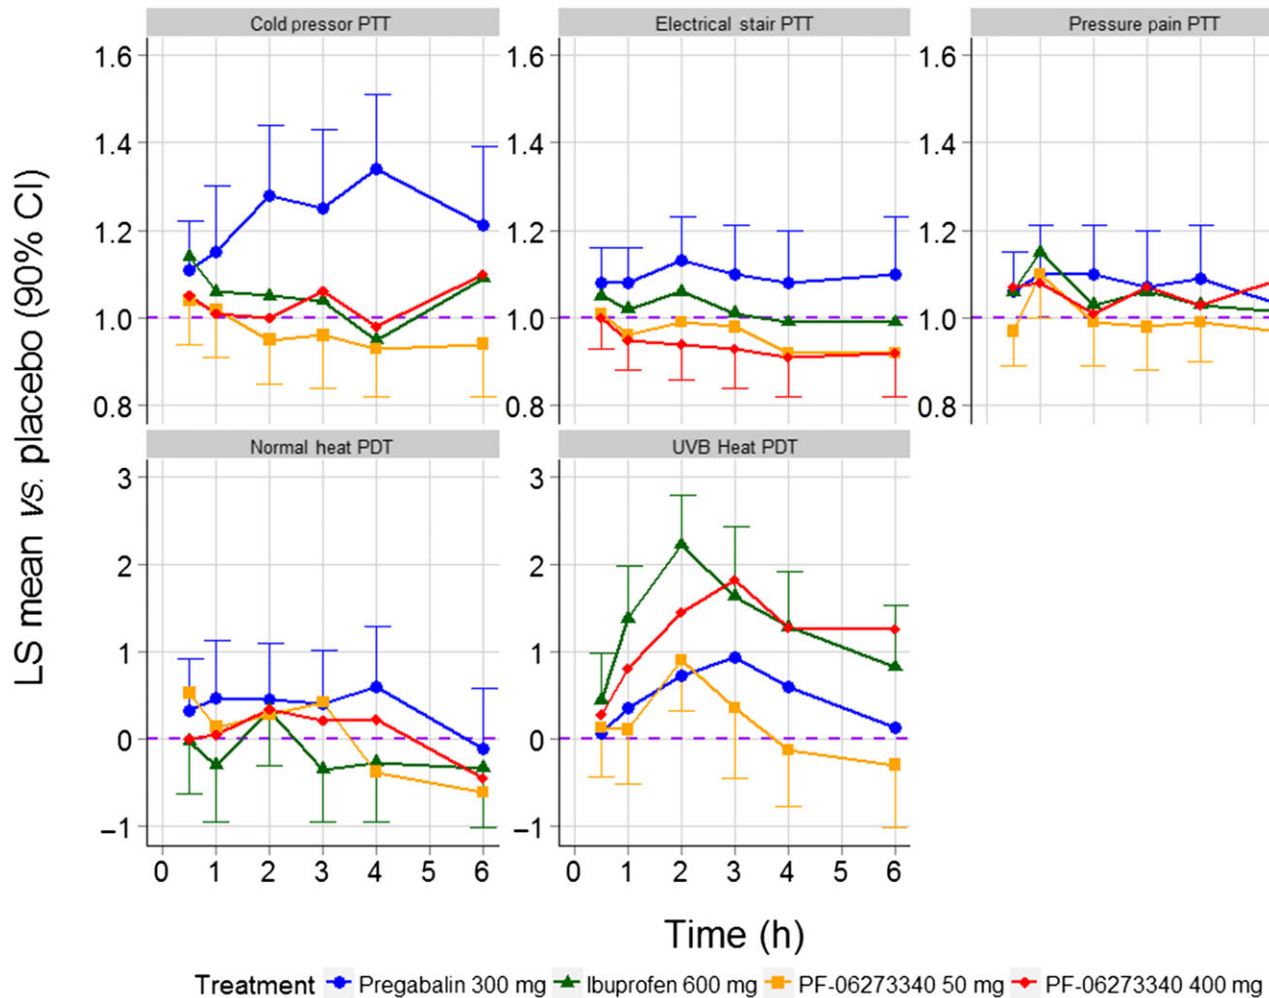 Cold pressor PTT
Electrical stair PTT
Pressure pain PTT
1.6
1.4
1.2
1.0
0.8
1.6
1.4
1.2
1.0
0.8
1.6
1.4
1.2
1.0
0.8
LS mean vs. placebo (90% CI)
Normal heat PDT
UVB Heat PDT
3
2
1
0
−1
3
2
1
0
−1
0 1 2 3 4 5 6
0 1 2 3 4 5 6
Time (h)
Treatment Pregabalin 300 mg Ibuprofen 600 mg PF-06273340 50 mg PF-06273340 400 mg